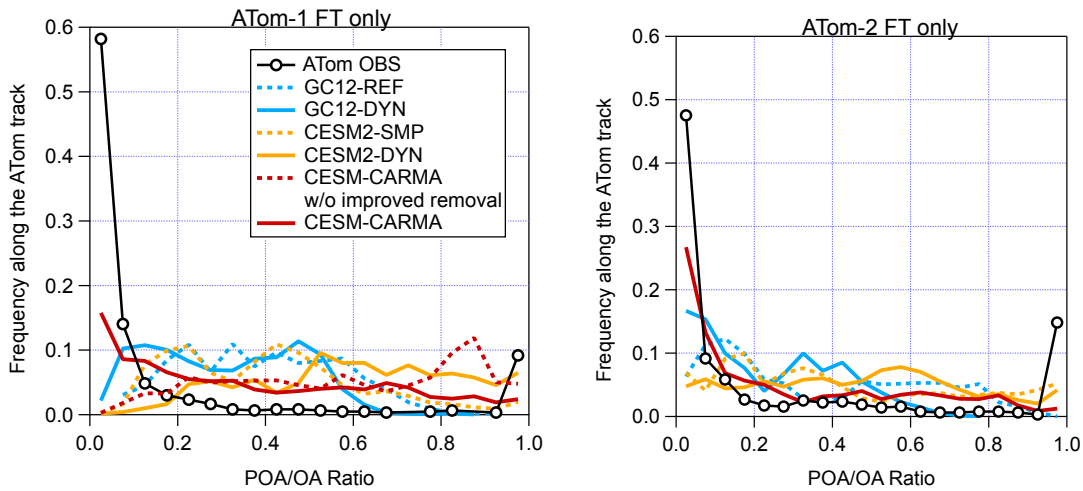 ATom-1 FT only
0.6
0.5
0.4
0.3
0.2
0.1
0.0
Frequency along the ATom track
ATom OBS
GC12-REF
GC12-DYN
CESM2-SMP
CESM2-DYN
CESM-CARMA
w/o improved removal
CESM-CARMA
0.0 0.2 0.4 0.6 0.8 1.0
POA/OA Ratio
ATom-2 FT only
0.6
0.5
0.4
0.3
0.2
0.1
0.0
Frequency along the ATom track
0.0 0.2 0.4 0.6 0.8 1.0
POA/OA Ratio